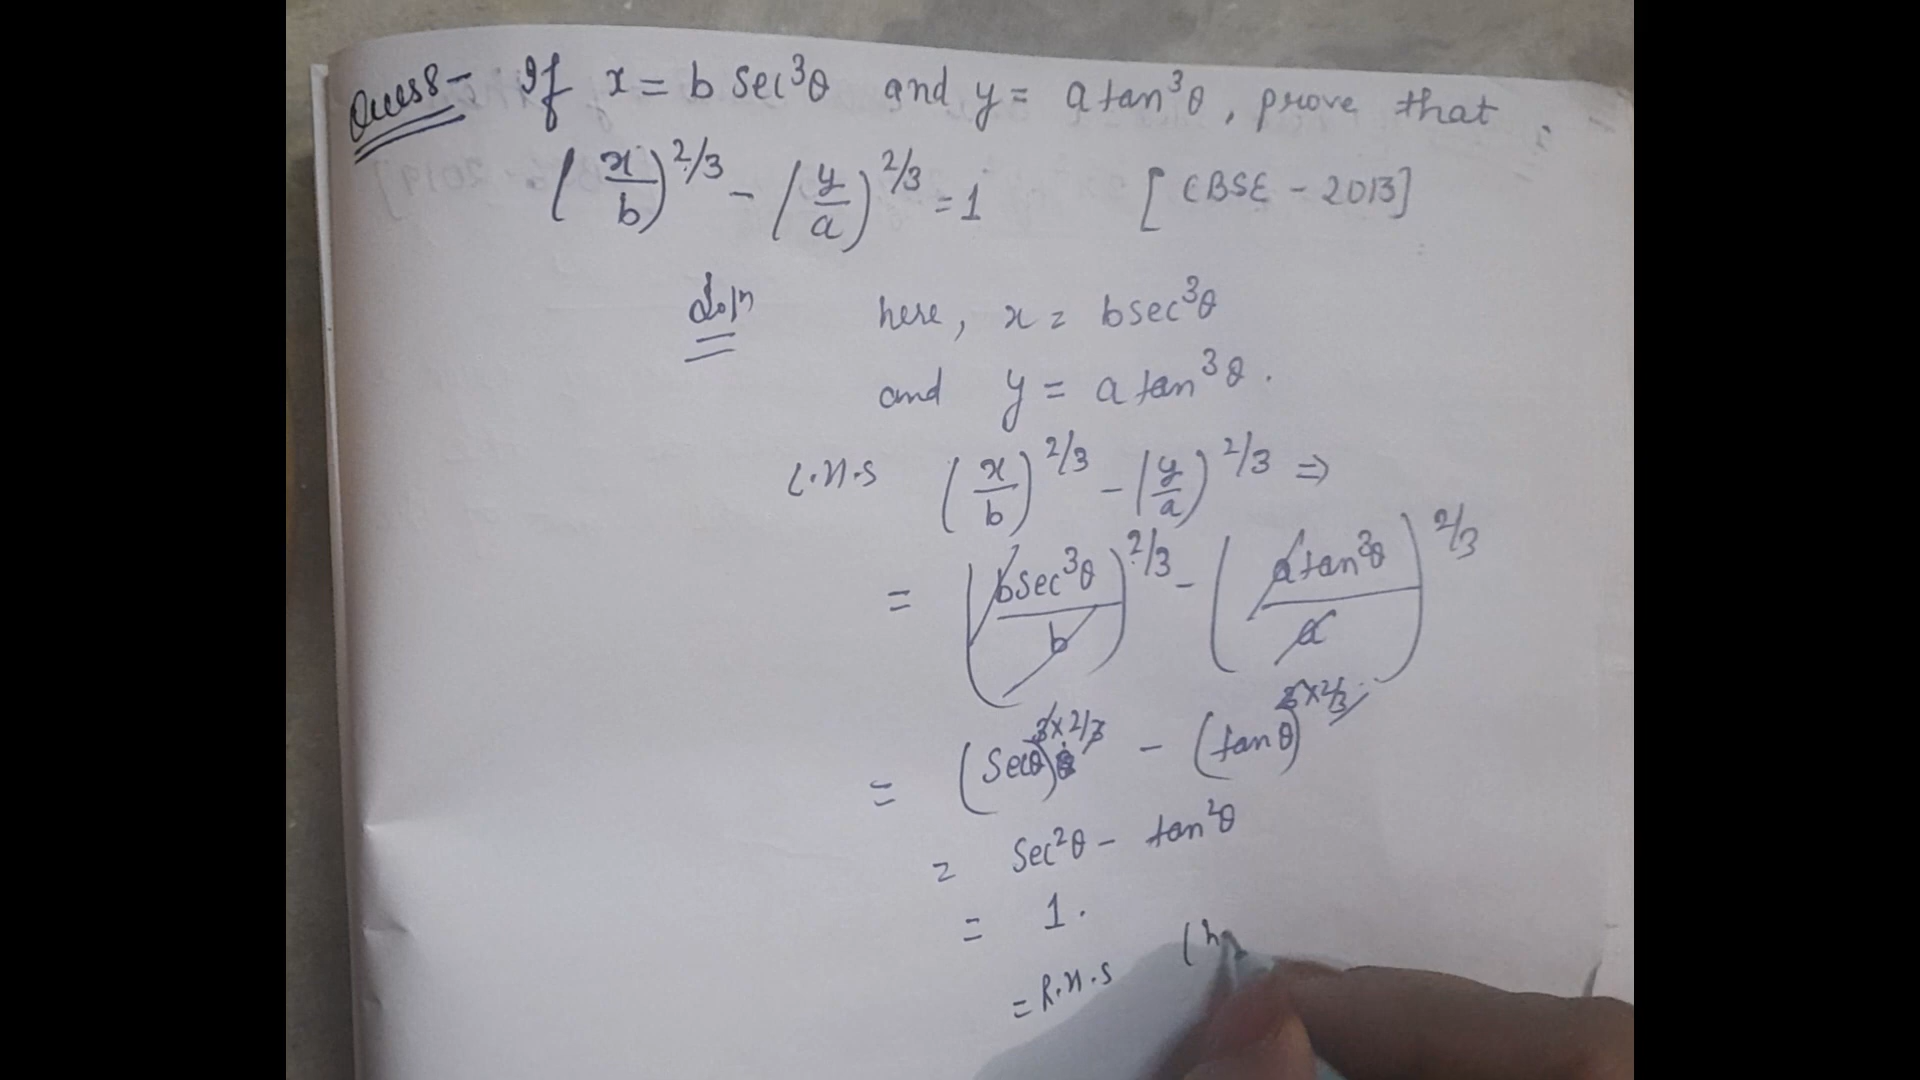 Ques8- If x = b sec³θ and y = a tan³θ, prove that
(x/b)^2/3 - (y/a)^2/3 = 1 [CBSE - 2013]
Soln here, x = b sec³θ
and y = a tan³θ.
L.H.S (x/b)^2/3 - (y/a)^2/3 ⇒
= (b sec³θ/b)^2/3 - (a tan³θ/a)^2/3
= (Secθ)^3×2/3 - (tanθ)^3×2/3
= Sec²θ - tan²θ
= 1.
= R.H.S (h